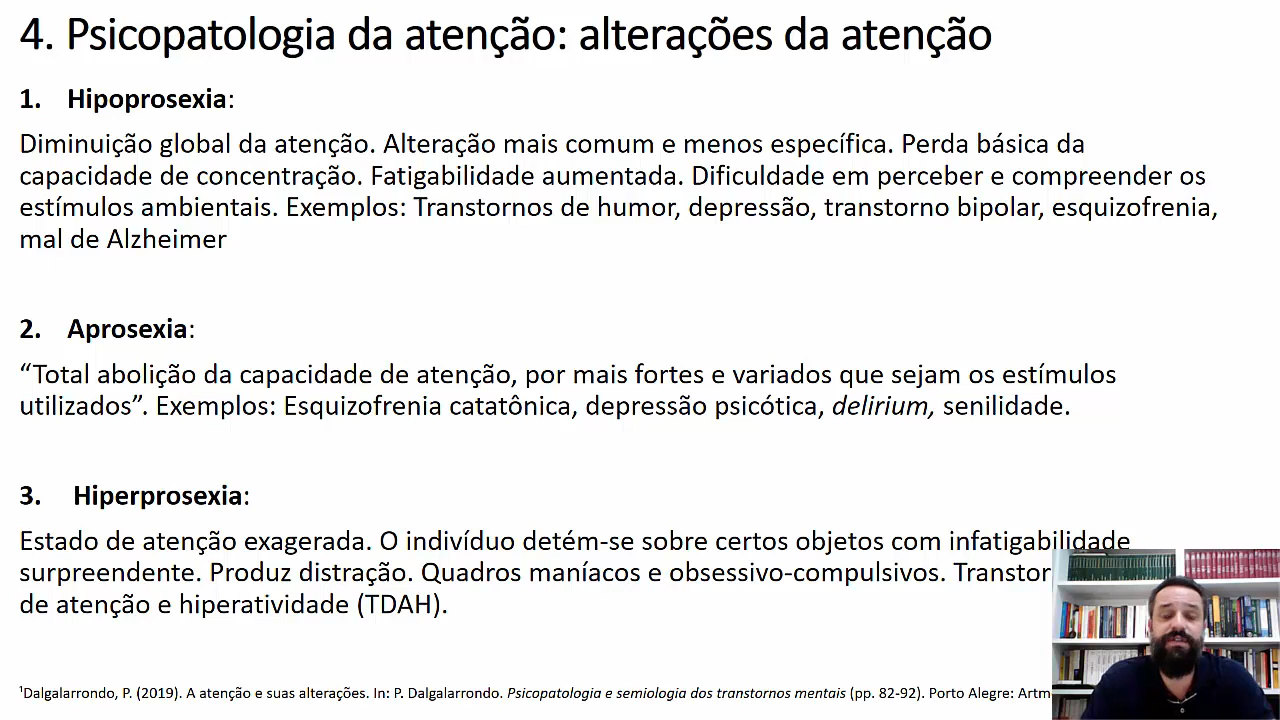 4. Psicopatologia da atenção: alterações da atenção
1. Hipoprosexia:
Diminuição global da atenção. Alteração mais comum e menos específica. Perda básica da
capacidade de concentração. Fatigabilidade aumentada. Dificuldade em perceber e compreender os
estímulos ambientais. Exemplos: Transtornos de humor, depressão, transtorno bipolar, esquizofrenia,
mal de Alzheimer
2. Aprosexia:
“Total abolição da capacidade de atenção, por mais fortes e variados que sejam os estímulos
utilizados”. Exemplos: Esquizofrenia catatônica, depressão psicótica, delirium, senilidade.
3. Hiperprosexia:
Estado de atenção exagerada. O indivíduo detém-se sobre certos objetos com infatigabilidade
surpreendente. Produz distração. Quadros maníacos e obsessivo-compulsivos.
de atenção e hiperatividade (TDAH).
¹Dalgalarrondo, P. (2019). A atenção e suas alterações. In: P. Dalgalarrondo. Psicopatologia e semiologia dos transtornos mentais (pp. 82-92). Porto Alegre: